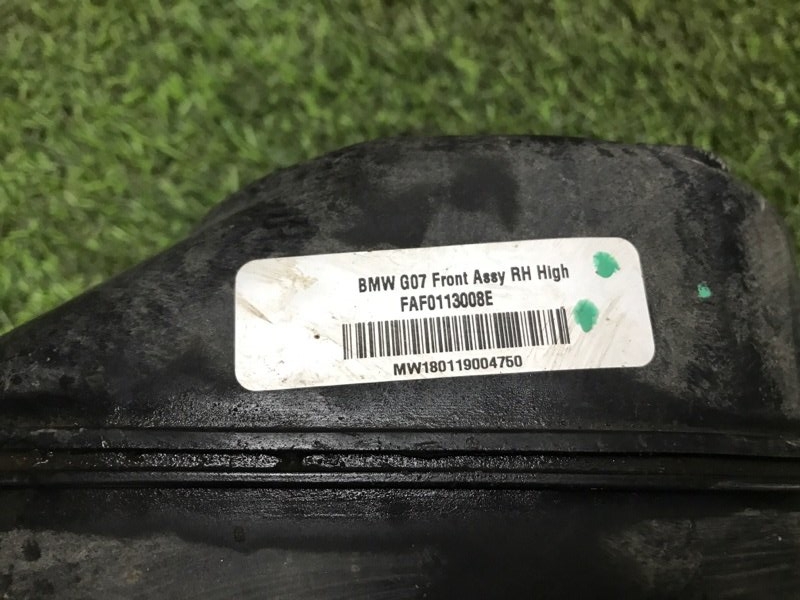 BMW G07 Front Assy RH High
FAF0113008E
MW180119004750